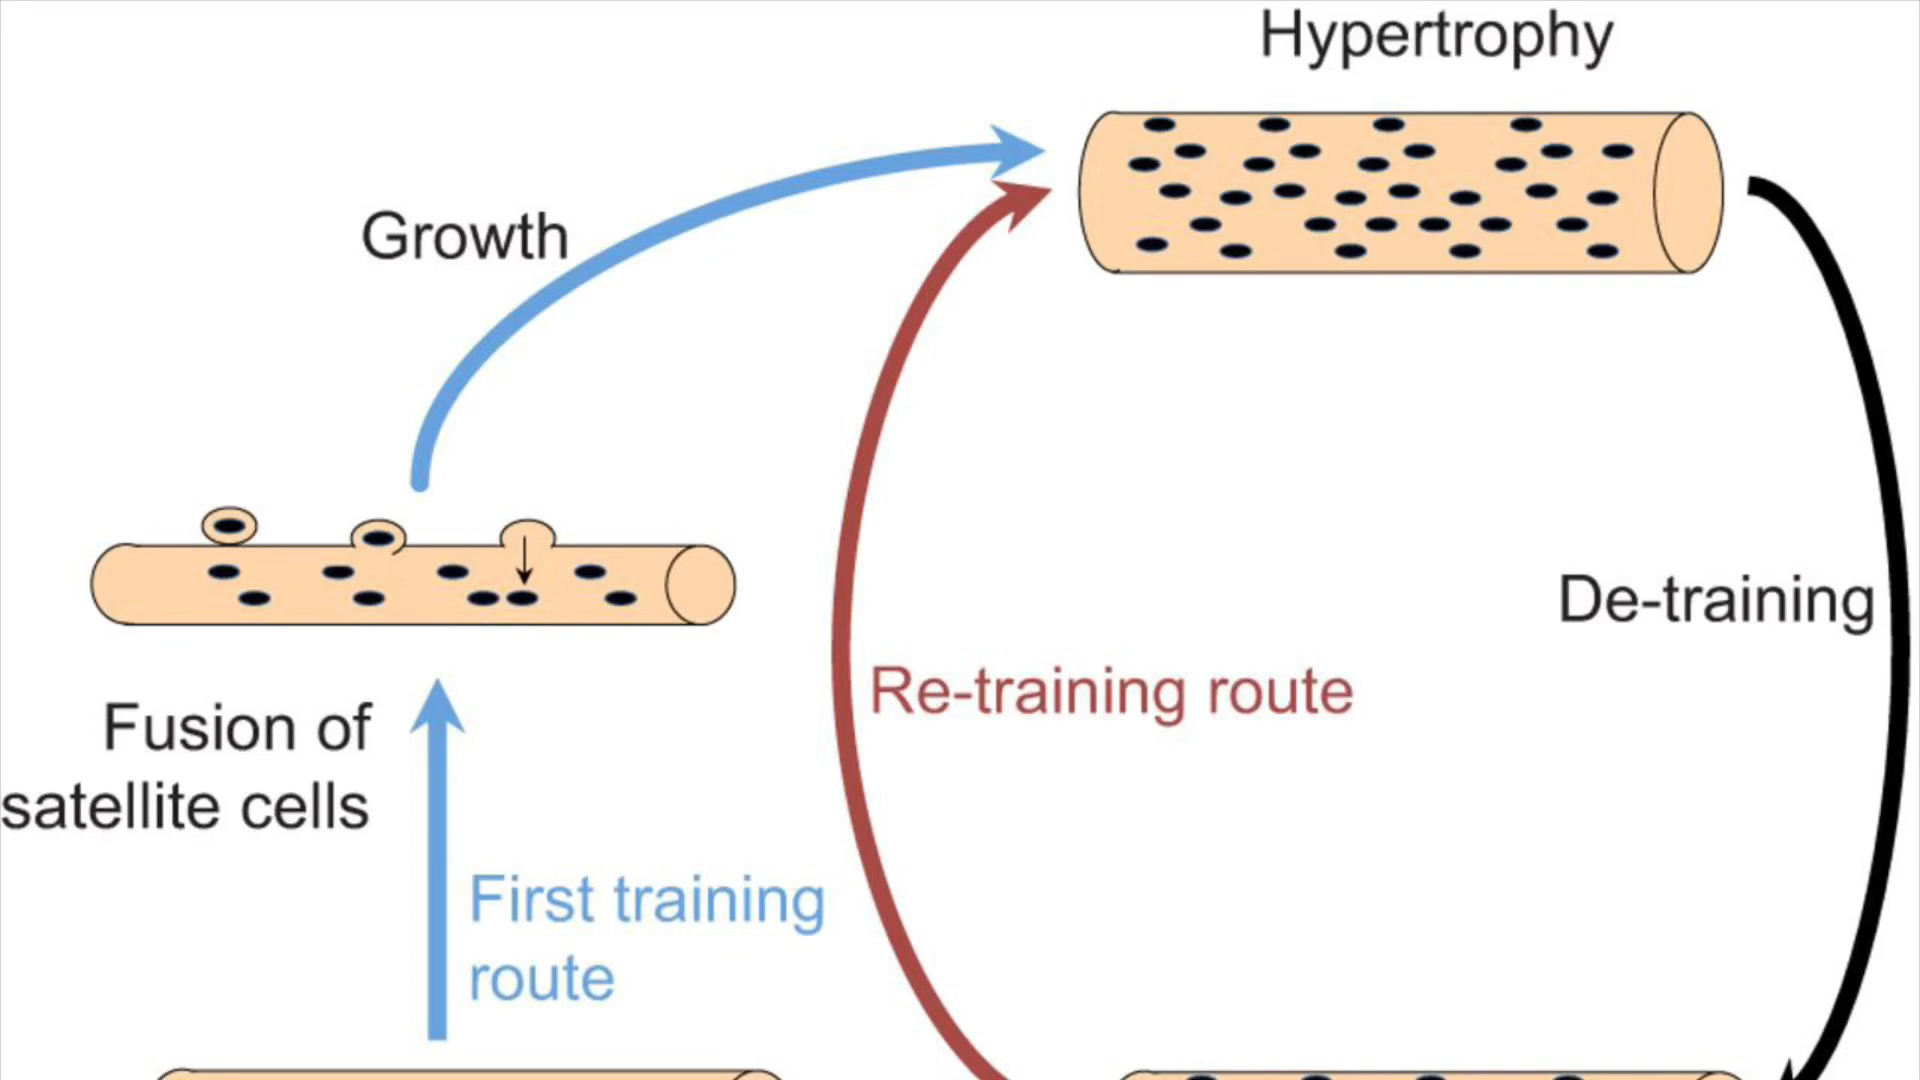 Hypertrophy
Growth
De-training
Re-training route
Fusion of
satellite cells
First training
route